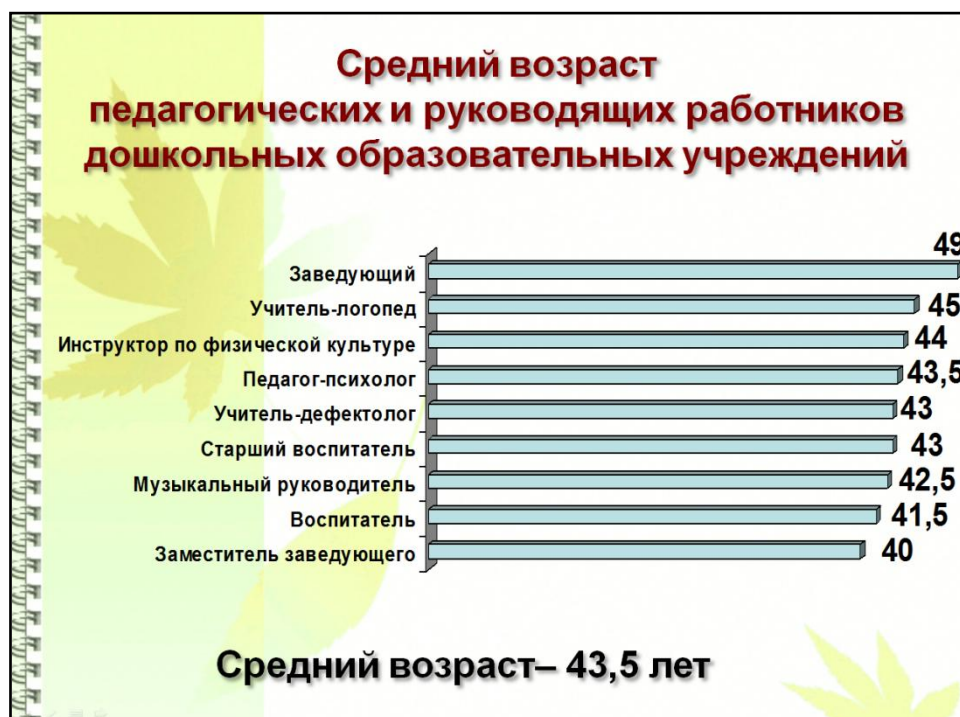 Средний возраст
педагогических и руководящих работников
дошкольных образовательных учреждений
Заведующий 49
Учитель-логопед 45
Инструктор по физической культуре 44
Педагог-психолог 43,5
Учитель-дефектолог 43
Старший воспитатель 43
Музыкальный руководитель 42,5
Воспитатель 41,5
Заместитель заведующего 40
Средний возраст– 43,5 лет